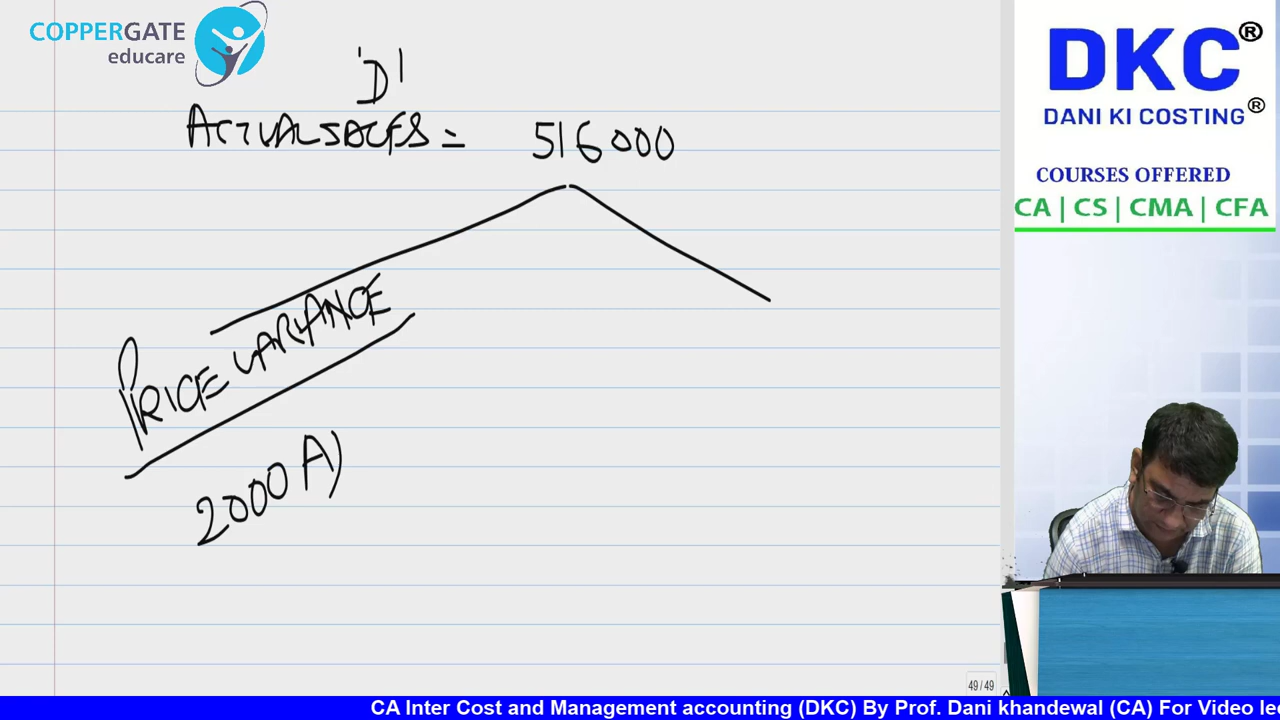 COPPERGATE
educare
'D'
ACTUAL SALES = 516000
PRICE VARIANCE
2000 A)
DKC®
DANI KI COSTING®
COURSES OFFERED
CA | CS | CMA | CFA
49/49
CA Inter Cost and Management accounting (DKC) By Prof. Dani khandewal (CA) For Video le